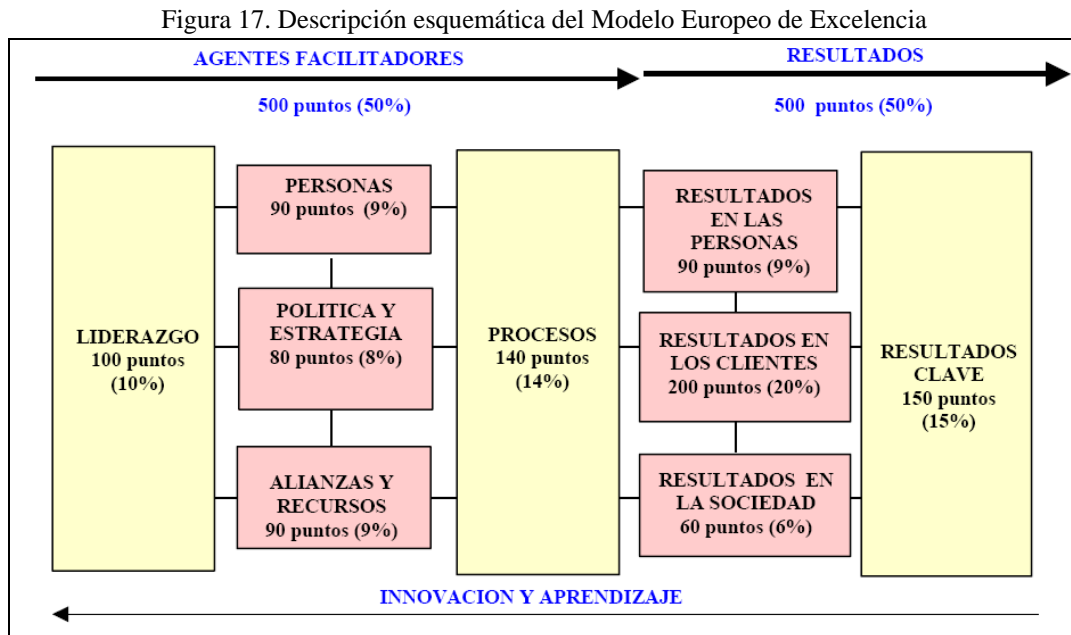 Figura 17. Descripción esquemática del Modelo Europeo de Excelencia
AGENTES FACILITADORES
RESULTADOS
500 puntos (50%)
500 puntos (50%)
LIDERAZGO
100 puntos
(10%)
PERSONAS
90 puntos (9%)
POLITICA Y
ESTRATEGIA
80 puntos (8%)
ALIANZAS Y
RECURSOS
90 puntos (9%)
PROCESOS
140 puntos
(14%)
RESULTADOS
EN LAS
PERSONAS
90 puntos (9%)
RESULTADOS EN
LOS CLIENTES
200 puntos (20%)
RESULTADOS EN
LA SOCIEDAD
60 puntos (6%)
RESULTADOS
CLAVE
150 puntos
(15%)
INNOVACION Y APRENDIZAJE